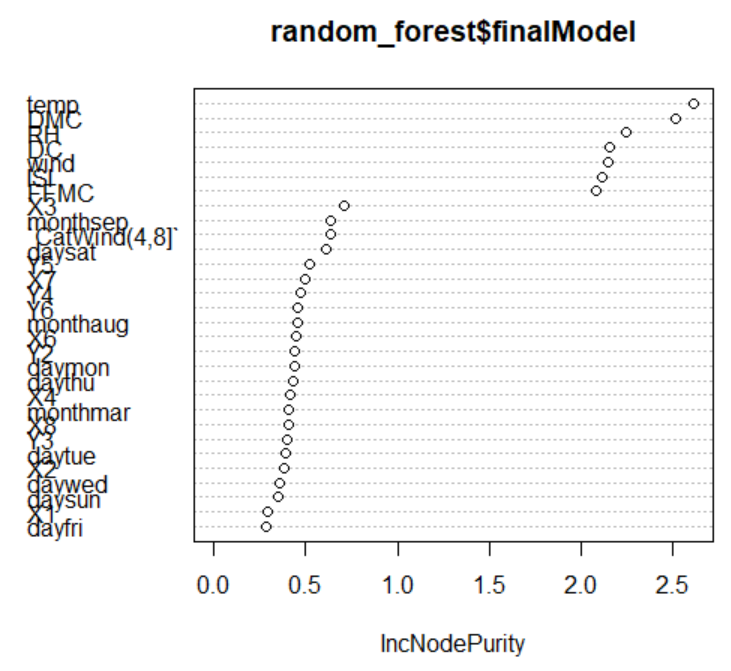 random_forest$finalModel
temp
DMC
RH
DC
wind
ISI
FFMC
X3
monthsep
`CatWind(4,8]`
daysat
Y5
X7
Y4
Y6
monthaug
X6
Y2
daymon
daythu
X4
monthmar
X8
Y3
daytue
X2
daywed
daysun
X1
dayfri
0.0 0.5 1.0 1.5 2.0 2.5
IncNodePurity